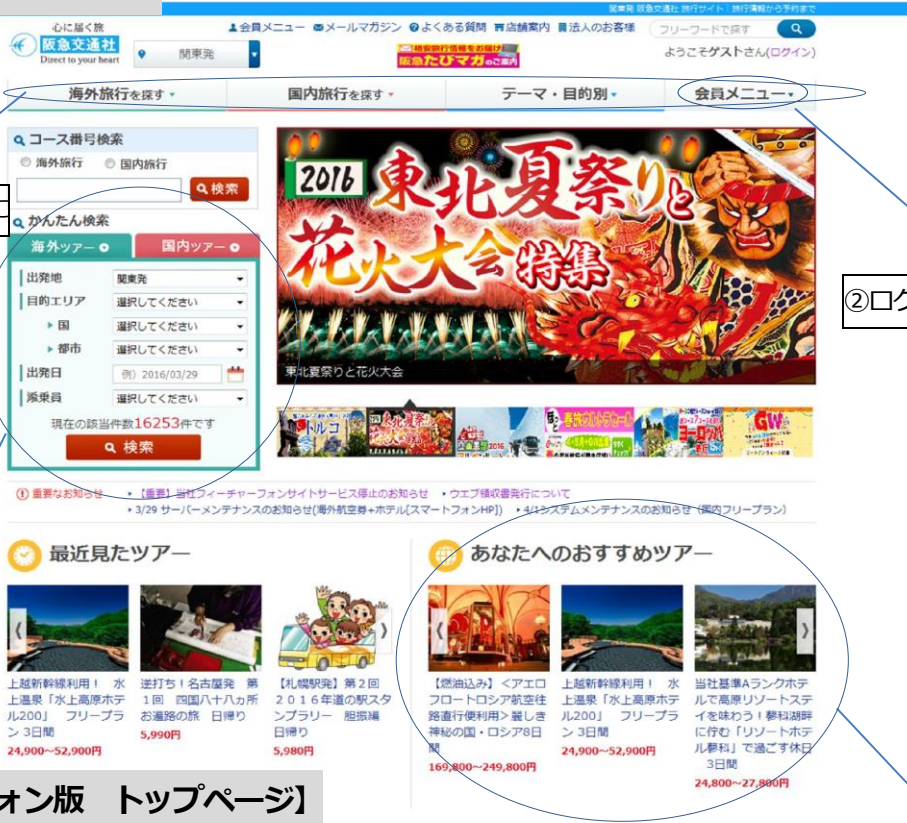 関東発 阪急交通社 旅行サイト｜旅行情報から予約まで
心に届く旅
阪急交通社
Direct to your heart
関東発
会員メニュー メールマガジン よくある質問 店舗案内 法人のお客様
フリーワードで探す
格安旅行情報をお届け
阪急たびマガのご案内
ようこそゲストさん(ログイン)
海外旅行を探す
国内旅行を探す
テーマ・目的別
会員メニュー
コース番号検索
海外旅行 国内旅行
検索
かんたん検索
海外ツアー
国内ツアー
出発地 関東発
目的エリア 選択してください
国 選択してください
都市 選択してください
出発日 例）2016/03/29
添乗員 選択してください
現在の該当件数16253件です
検索
2016 東北夏祭りと
花火大会特集
東北夏祭りと花火大会
トルコ
GW
②ログ
重要なお知らせ
【重要】当社フィーチャーフォンサイトサービス停止のお知らせ ウエブ領収書発行について
3/29 サーバーメンテナンスのお知らせ(海外航空券+ホテル[スマートフォンHP]) 4/1システムメンテナンスのお知らせ（国内フリープラン）
最近見たツアー
上越新幹線利用！ 水
上温泉「水上高原ホテ
ル200」 フリープラ
ン 3日間
24,900～52,900円
逆打ち！名古屋発 第
1回 四国八十八ヵ所
お遍路の旅 日帰り
5,990円
【札幌駅発】第２回
２０１６年道の駅スタ
ンプラリー 胆振編
日帰り
5,980円
あなたへのおすすめツアー
【燃油込み】＜アエロ
フロートロシア航空往
路直行便利用＞麗しき
神秘の国・ロシア8日
間
169,800～249,800円
上越新幹線利用！ 水
上温泉「水上高原ホテ
ル200」 フリープラ
ン 3日間
24,900～52,900円
当社基準Aランクホテ
ルで高原リゾートステ
イを味わう！蓼科湖畔
に佇む「リゾートホテ
ル蓼科」で過ごす休日
3日間
24,800～27,800円
ォン版 トップページ】